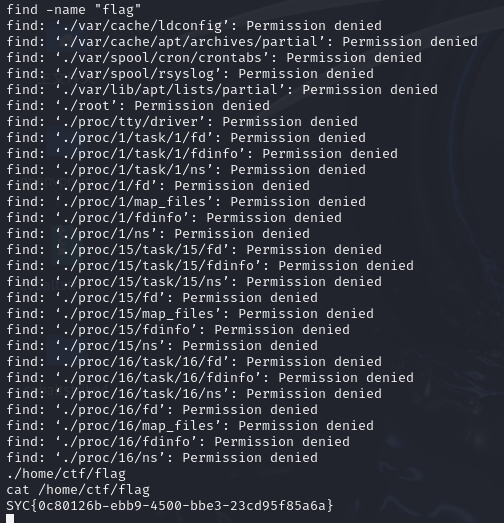 find -name "flag"
find: ‘./var/cache/ldconfig’: Permission denied
find: ‘./var/cache/apt/archives/partial’: Permission denied
find: ‘./var/spool/cron/crontabs’: Permission denied
find: ‘./var/spool/rsyslog’: Permission denied
find: ‘./var/lib/apt/lists/partial’: Permission denied
find: ‘./root’: Permission denied
find: ‘./proc/tty/driver’: Permission denied
find: ‘./proc/1/task/1/fd’: Permission denied
find: ‘./proc/1/task/1/fdinfo’: Permission denied
find: ‘./proc/1/task/1/ns’: Permission denied
find: ‘./proc/1/fd’: Permission denied
find: ‘./proc/1/map_files’: Permission denied
find: ‘./proc/1/fdinfo’: Permission denied
find: ‘./proc/1/ns’: Permission denied
find: ‘./proc/15/task/15/fd’: Permission denied
find: ‘./proc/15/task/15/fdinfo’: Permission denied
find: ‘./proc/15/task/15/ns’: Permission denied
find: ‘./proc/15/fd’: Permission denied
find: ‘./proc/15/map_files’: Permission denied
find: ‘./proc/15/fdinfo’: Permission denied
find: ‘./proc/15/ns’: Permission denied
find: ‘./proc/16/task/16/fd’: Permission denied
find: ‘./proc/16/task/16/fdinfo’: Permission denied
find: ‘./proc/16/task/16/ns’: Permission denied
find: ‘./proc/16/fd’: Permission denied
find: ‘./proc/16/map_files’: Permission denied
find: ‘./proc/16/fdinfo’: Permission denied
find: ‘./proc/16/ns’: Permission denied
./home/ctf/flag
cat /home/ctf/flag
SYC{0c80126b-ebb9-4500-bbe3-23cd95f85a6a}